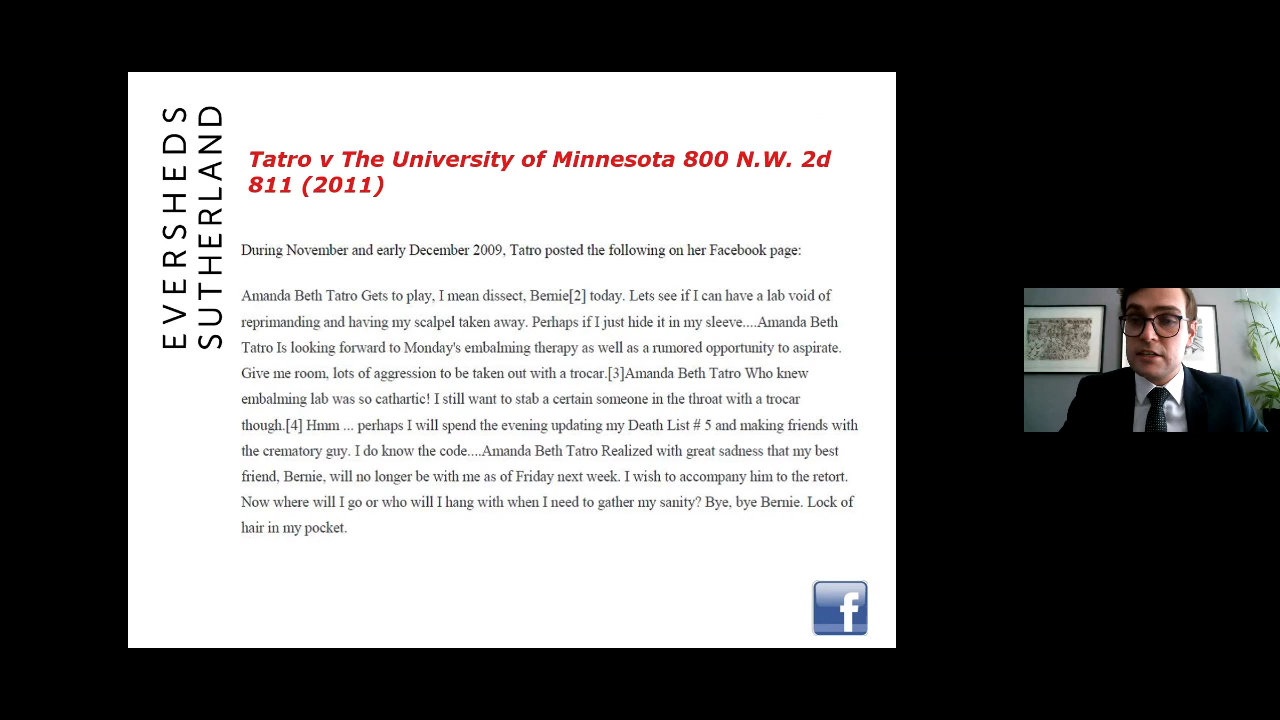 EVERSHEDS
SUTHERLAND
Tatro v The University of Minnesota 800 N.W. 2d
811 (2011)
During November and early December 2009, Tatro posted the following on her Facebook page:
Amanda Beth Tatro Gets to play, I mean dissect, Bernie[2] today. Lets see if I can have a lab void of
reprimanding and having my scalpel taken away. Perhaps if I just hide it in my sleeve....Amanda Beth
Tatro Is looking forward to Monday's embalming therapy as well as a rumored opportunity to aspirate.
Give me room, lots of aggression to be taken out with a trocar.[3]Amanda Beth Tatro Who knew
embalming lab was so cathartic! I still want to stab a certain someone in the throat with a trocar
though.[4] Hmm ... perhaps I will spend the evening updating my Death List # 5 and making friends with
the crematory guy. I do know the code....Amanda Beth Tatro Realized with great sadness that my best
friend, Bernie, will no longer be with me as of Friday next week. I wish to accompany him to the retort.
Now where will I go or who will I hang with when I need to gather my sanity? Bye, bye Bernie. Lock of
hair in my pocket.
f